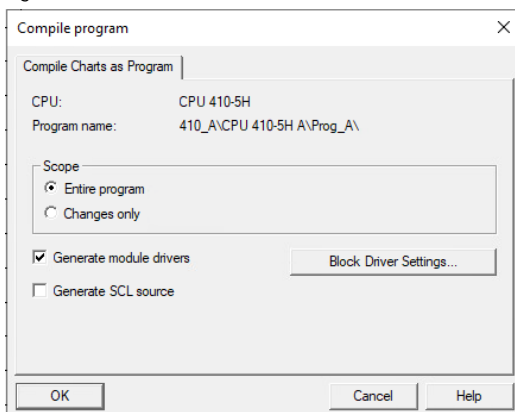 Compile program
Compile Charts as Program
CPU: CPU 410-5H
Program name: 410_A\CPU 410-5H A\Prog_A\
Scope
Entire program
Changes only
Generate module drivers
Block Driver Settings...
Generate SCL source
OK Cancel Help